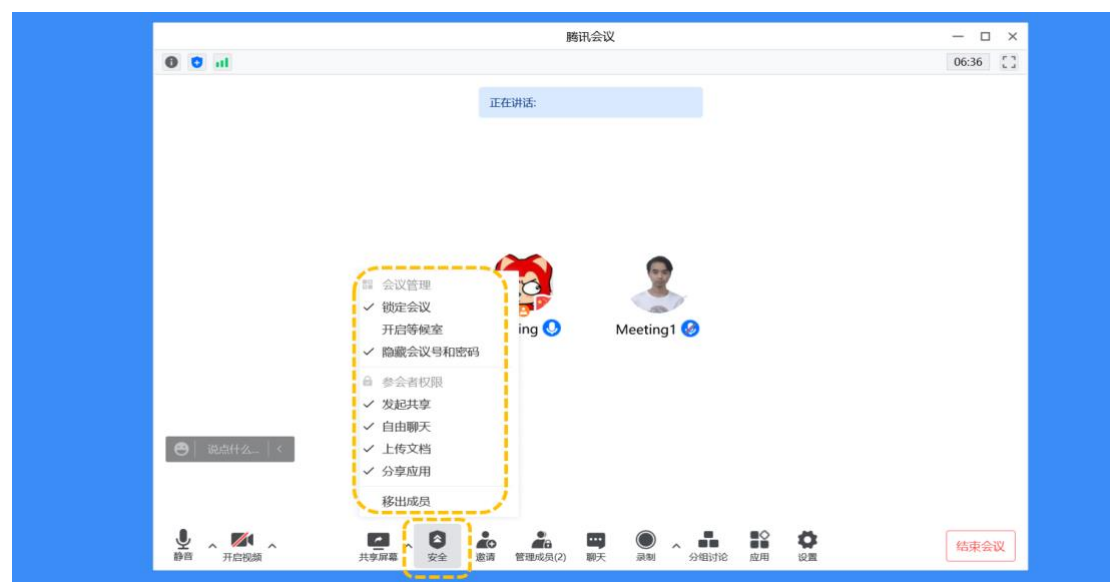 腾讯会议
06:36
正在讲话:
会议管理
锁定会议
开启等候室
隐藏会议号和密码
ing
Meeting1
参会者权限
发起共享
自由聊天
上传文档
分享应用
移出成员
说点什么...
静音
开启视频
共享屏幕
安全
邀请
管理成员(2)
聊天
录制
分组讨论
应用
设置
结束会议